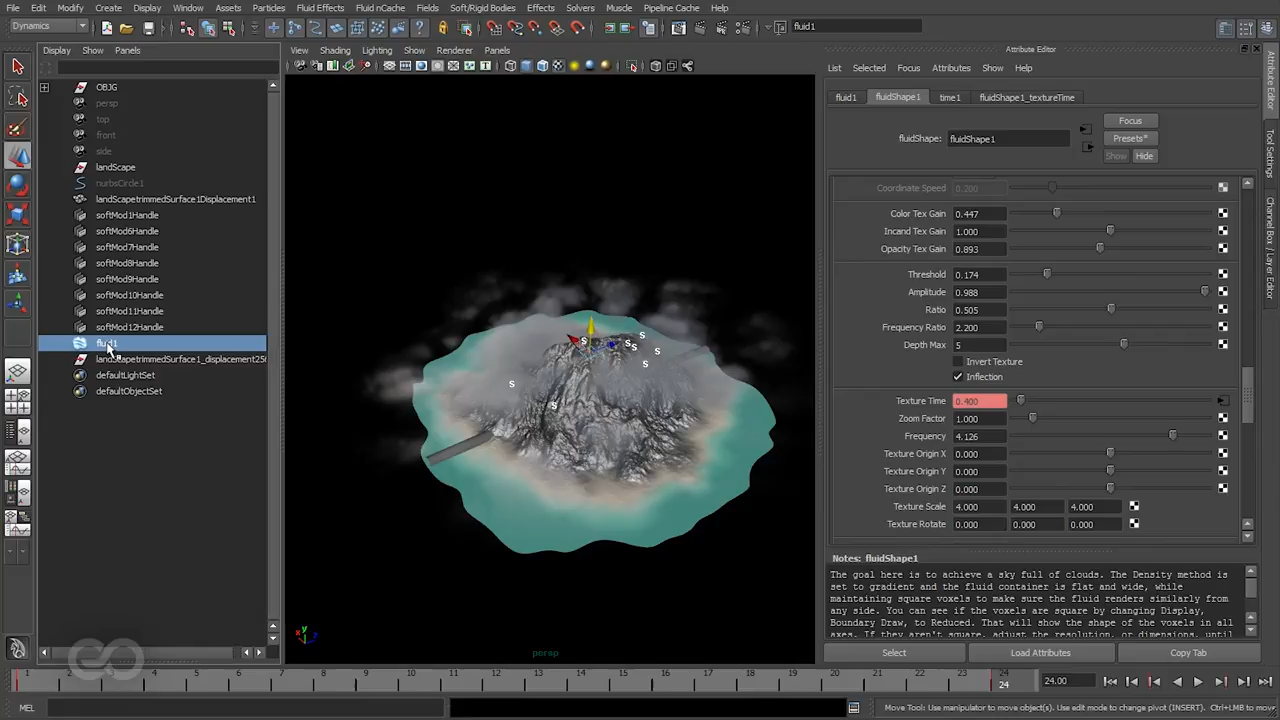 File Edit Modify Create Display Window Assets Animate Particles Fluid Effects Fluid nCache Fields Soft/Rigid Bodies Effects Solvers Muscle Pipeline Cache Help
Dynamics
fluid1
Display Show Panels
View Shading Lighting Show Renderer Panels
Attribute Editor
List Selected Focus Attributes Show Help
fluid1 fluidShape1 time1 fluidShape1_textureTime
Focus
fluidShape: fluidShape1 Presets*
Show Hide
OBJG
persp
top
front
side
landScape
nurbsCircle1
landScapetrimmedSurface1Displacement1
softMod1Handle
softMod6Handle
softMod7Handle
softMod8Handle
softMod9Handle
softMod10Handle
softMod11Handle
softMod12Handle
fluid1
landScapetrimmedSurface1_displacement256
defaultLightSet
defaultObjectSet
S S S S S S S S
y
x z
persp
Coordinate Speed 0.200
Color Tex Gain 0.447
Incand Tex Gain 1.000
Opacity Tex Gain 0.893
Threshold 0.174
Amplitude 0.988
Ratio 0.505
Frequency Ratio 2.200
Depth Max 5
Invert Texture
Inflection
Texture Time 0.400
Zoom Factor 1.000
Frequency 4.126
Texture Origin X 0.000
Texture Origin Y 0.000
Texture Origin Z 0.000
Texture Scale 4.000 4.000 4.000
Texture Rotate 0.000 0.000 0.000
Notes: fluidShape1
The goal here is to achieve a sky full of clouds. The Density method is
set to gradient and the fluid container is flat and wide, while
maintaining square voxels to make sure the fluid renders similarly from
any side. You can see if the voxels are square by changing Display,
Boundary Draw, to Reduced. That will show the shape of the voxels in all
axes. If they aren't square, adjust the resolution, or dimensions, until
Select Load Attributes Copy Tab
Attribute Editor
Tool Settings
Channel Box / Layer Editor
1 2 3 4 5 6 7 8 9 10 11 12 13 14 15 16 17 18 19 20 21 22 23 24
24
24.00
MEL
Move Tool: Use manipulator to move object(s). Use edit mode to change pivot (INSERT). Ctrl+LMB to move